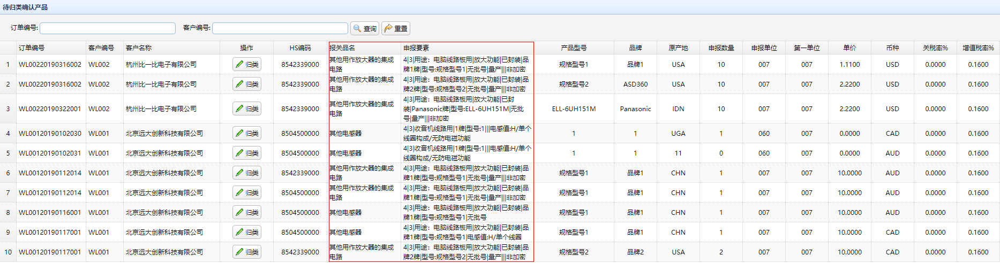 待归类确认产品
订单编号: 客户编号: 查询 重置
订单编号 客户编号 客户名称 操作 HS编码 报关品名 申报要素 产品型号 品牌 原产地 申报数量 申报单位 第一单位 单价 币种 关税率% 增值税率%
1 WL00220190316002 WL002 杭州比一比电子有限公司 归类 8542339000 其他用作放大器的集成
电路 4|3|用途：电脑线路板用|放大功能|已封装|品
牌1牌|型号:规格型号1|无批号|量产|||非加密 规格型号1 品牌1 USA 10 007 007 1.1100 USD 0.0000 0.1600
2 WL00220190316002 WL002 杭州比一比电子有限公司 归类 8542339000 其他用作放大器的集成
电路 4|3|用途：电脑线路板用|放大功能|已封装|品
牌2牌|型号:规格型号2|无批号|量产|||非加密 规格型号2 ASD360 USA 10 007 007 2.2200 USD 0.0000 0.1600
3 WL00220190322001 WL002 杭州比一比电子有限公司 归类 8542339000 其他用作放大器的集成
电路 4|3|用途：电脑线路板用|放大功能|已封
装|Panasonic牌|型号:ELL-6UH151M|无批
号|量产|||非加密 ELL-6UH151M Panasonic IDN 10 007 007 2.2200 USD 0.0000 0.1600
4 WL00120190102030 WL001 北京远大创新科技有限公司 归类 8504500000 其他电感器 4|3|收音机线路用|1牌|型号:1|||电感值:H/单个
线圈构成/无防电磁功能 1 1 UGA 1 060 007 0.0000 CAD 0.0000 0.1600
5 WL00120190102031 WL001 北京远大创新科技有限公司 归类 8504500000 其他电感器 4|3|收音机线路用|1牌|型号:1|||电感值:H/单个
线圈构成/无防电磁功能 1 1 11 0 060 007 0.0000 AUD 0.0000 0.1600
6 WL00120190112014 WL001 北京远大创新科技有限公司 归类 8542339000 其他用作放大器的集成
电路 4|3|用途：电脑线路板用|放大功能|已封装|品
牌1牌|型号:规格型号1|无批号|量产|||非加密 规格型号1 品牌1 CHN 1 007 007 10.0000 AUD 0.0000 0.1600
7 WL00120190112014 WL001 北京远大创新科技有限公司 归类 8542339000 其他用作放大器的集成
电路 4|3|用途：电脑线路板用|放大功能|已封装|品
牌1牌|型号:规格型号1|无批号|量产|||非加密 规格型号1 品牌1 CHN 1 007 007 10.0000 AUD 0.0000 0.1600
8 WL00120190116001 WL001 北京远大创新科技有限公司 归类 8504500000 其他电感器 4|3|用途：电脑线路板用|放大功能|已封装|品
牌1牌|型号:规格型号1|无批号 规格型号1 品牌1 CHN 1 007 007 10.0000 AUD 0.0000 0.1600
9 WL00120190117001 WL001 北京远大创新科技有限公司 归类 8504500000 其他电感器 4|3|用途：电脑线路板用|放大功能|已封装|品
牌1牌|型号:规格型号1|电感值:H/单个线圈 规格型号1 品牌1 CHN 1 007 007 10.0000 CAD 0.0000 0.1600
10 WL00120190117001 WL001 北京远大创新科技有限公司 归类 8542339000 其他用作放大器的集成
电路 4|3|用途：电脑线路板用|放大功能|已封装|品
牌2牌|型号:规格型号2|无批号|量产|||非加密 规格型号2 品牌2 USA 2 007 007 10.0000 CAD 0.0000 0.1600